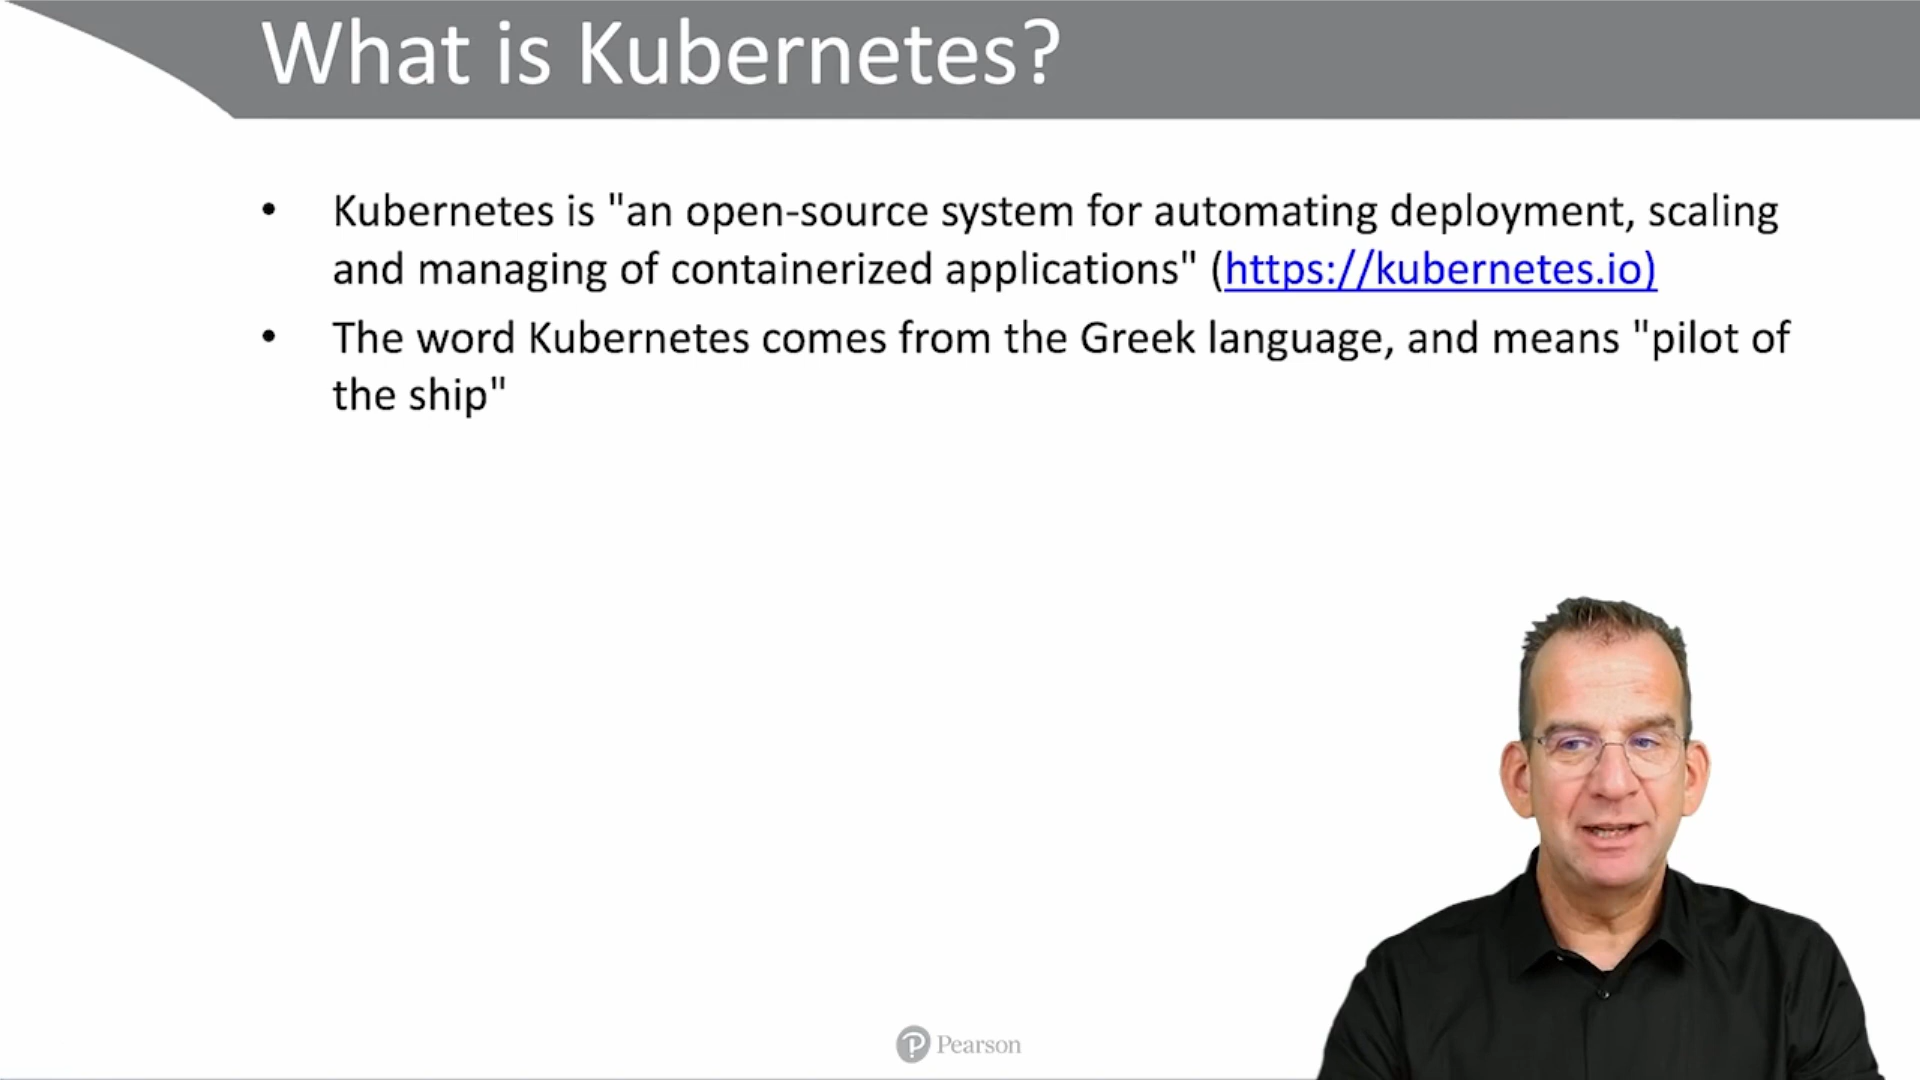 What is Kubernetes?
• Kubernetes is "an open-source system for automating deployment, scaling
and managing of containerized applications" (https://kubernetes.io)
• The word Kubernetes comes from the Greek language, and means "pilot of
the ship"
Pearson